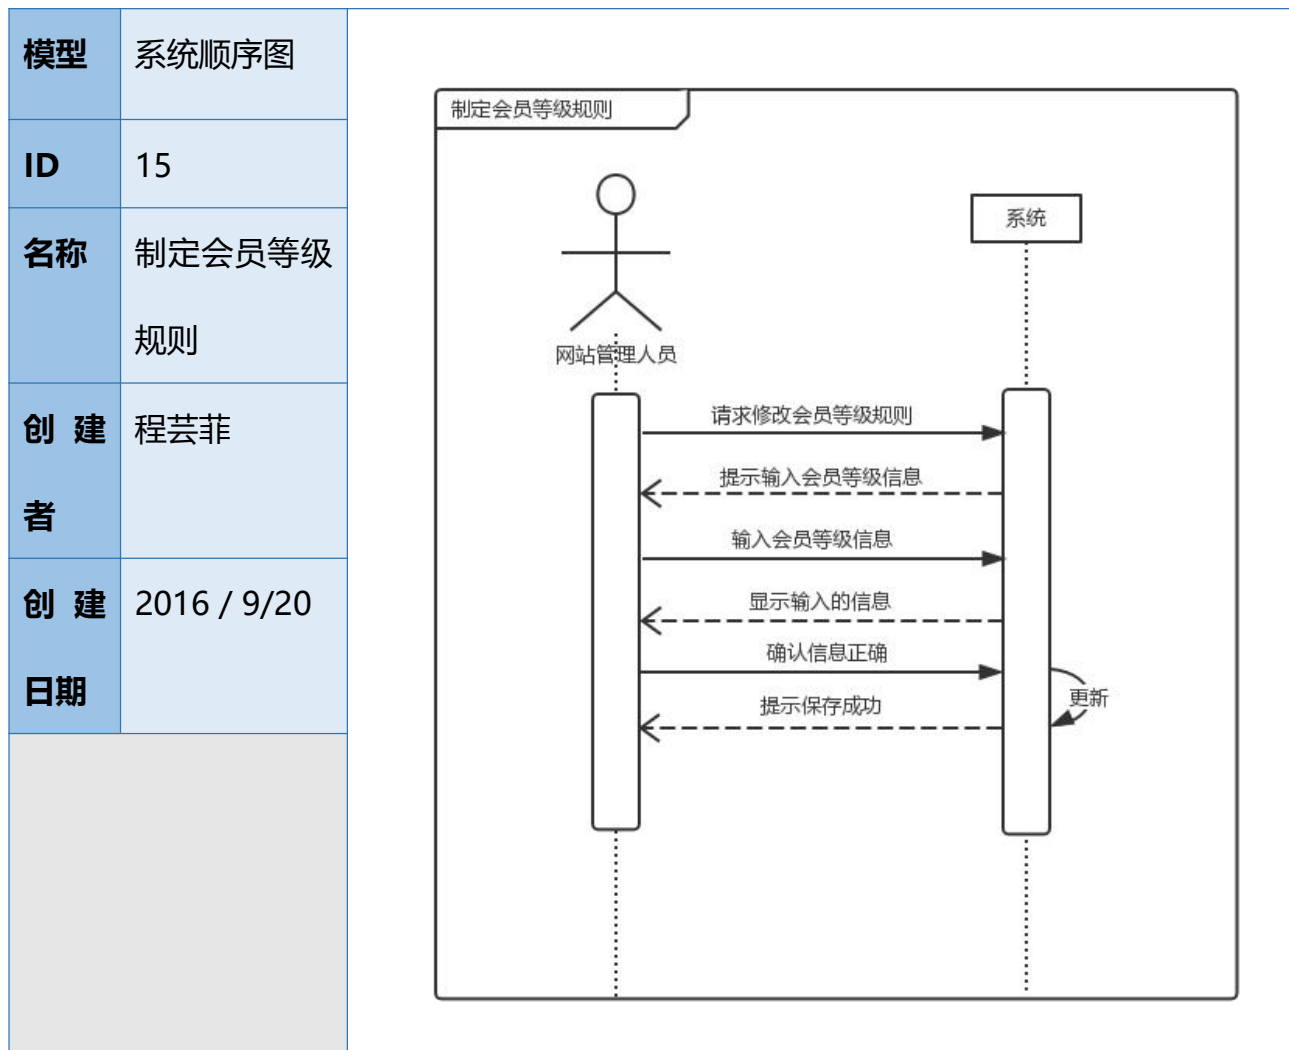 模型 系统顺序图
ID 15
名称 制定会员等级
规则
创 建 程芸菲
者
创 建 2016 / 9/20
日期
制定会员等级规则
系统
网站管理人员
请求修改会员等级规则
提示输入会员等级信息
输入会员等级信息
显示输入的信息
确认信息正确
更新
提示保存成功